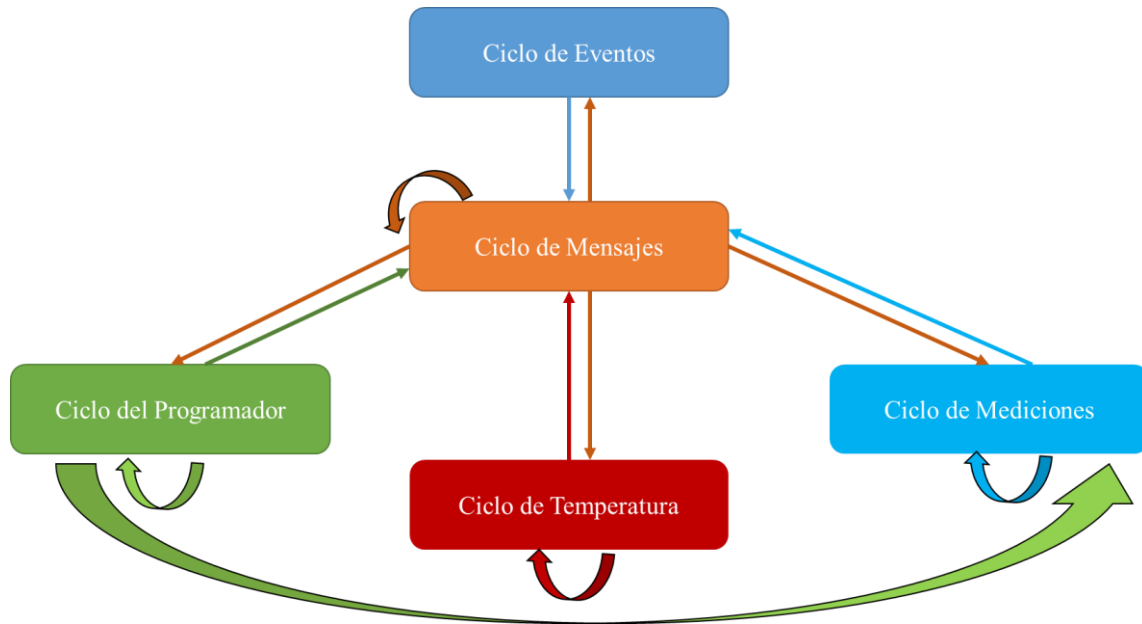 Ciclo de Eventos
Ciclo de Mensajes
Ciclo del Programador
Ciclo de Mediciones
Ciclo de Temperatura